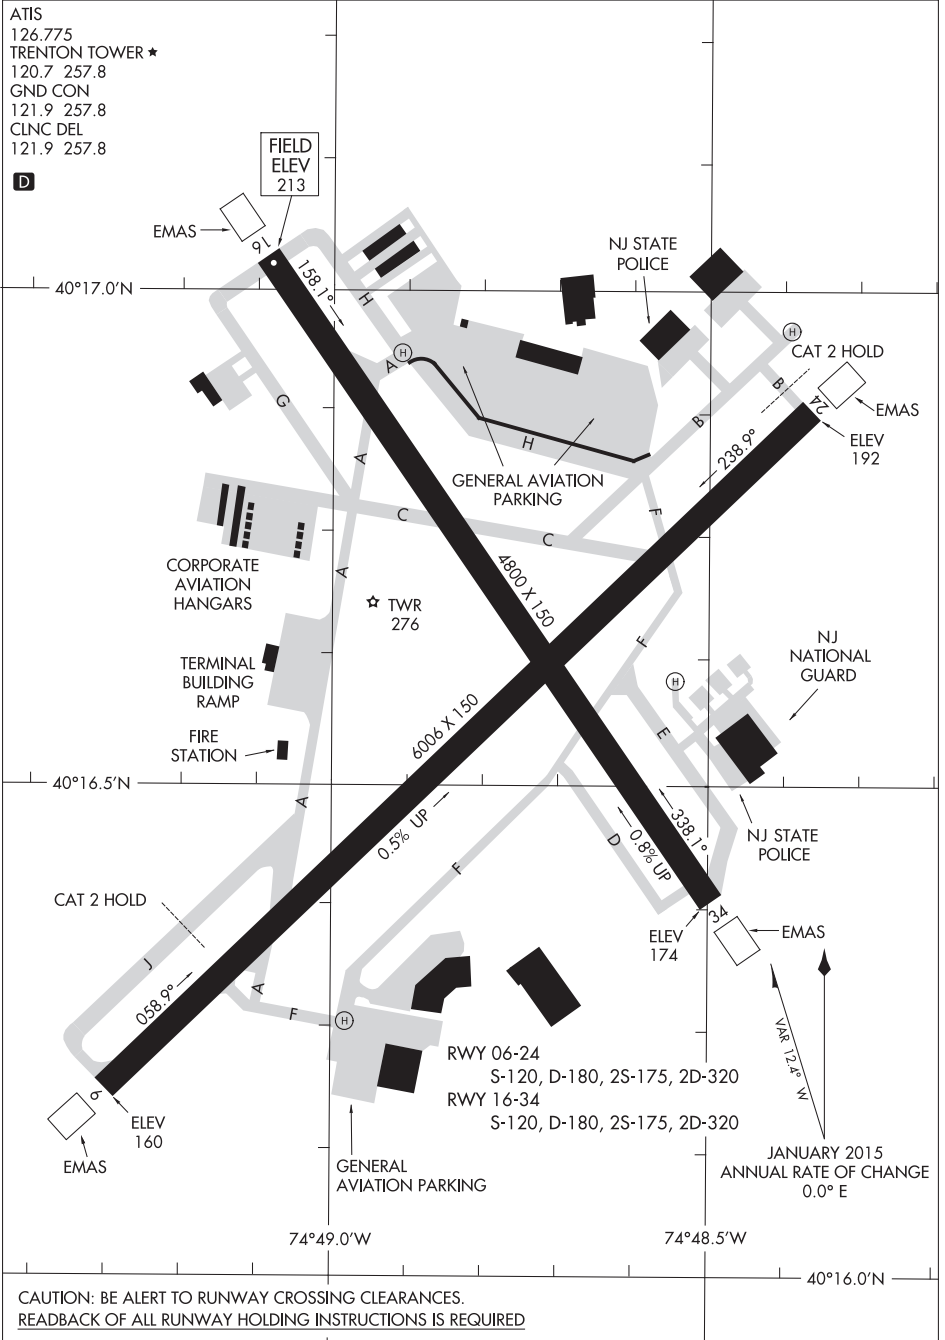 ATIS
126.775
TRENTON TOWER ★
120.7 257.8
GND CON
121.9 257.8
CLNC DEL
121.9 257.8
D
FIELD
ELEV
213
EMAS
16
158.1°
H
NJ STATE
POLICE
40°17.0'N
H
CAT 2 HOLD
H
A
B
24
EMAS
G
B
ELEV
192
H
238.9°
A
GENERAL AVIATION
PARKING
C
F
C
4800 X 150
CORPORATE
AVIATION
HANGARS
A
TWR
276
F
NJ
NATIONAL
GUARD
TERMINAL
BUILDING
RAMP
H
6006 X 150
E
FIRE
STATION
40°16.5'N
A
0.5% UP
338.1°
0.8% UP
D
NJ STATE
POLICE
F
CAT 2 HOLD
34
ELEV
174
EMAS
J
058.9°
A
F
H
VAR 12.4° W
RWY 06-24
S-120, D-180, 2S-175, 2D-320
RWY 16-34
S-120, D-180, 2S-175, 2D-320
6
ELEV
160
EMAS
GENERAL
AVIATION PARKING
JANUARY 2015
ANNUAL RATE OF CHANGE
0.0° E
74°49.0'W
74°48.5'W
40°16.0'N
CAUTION: BE ALERT TO RUNWAY CROSSING CLEARANCES.
READBACK OF ALL RUNWAY HOLDING INSTRUCTIONS IS REQUIRED